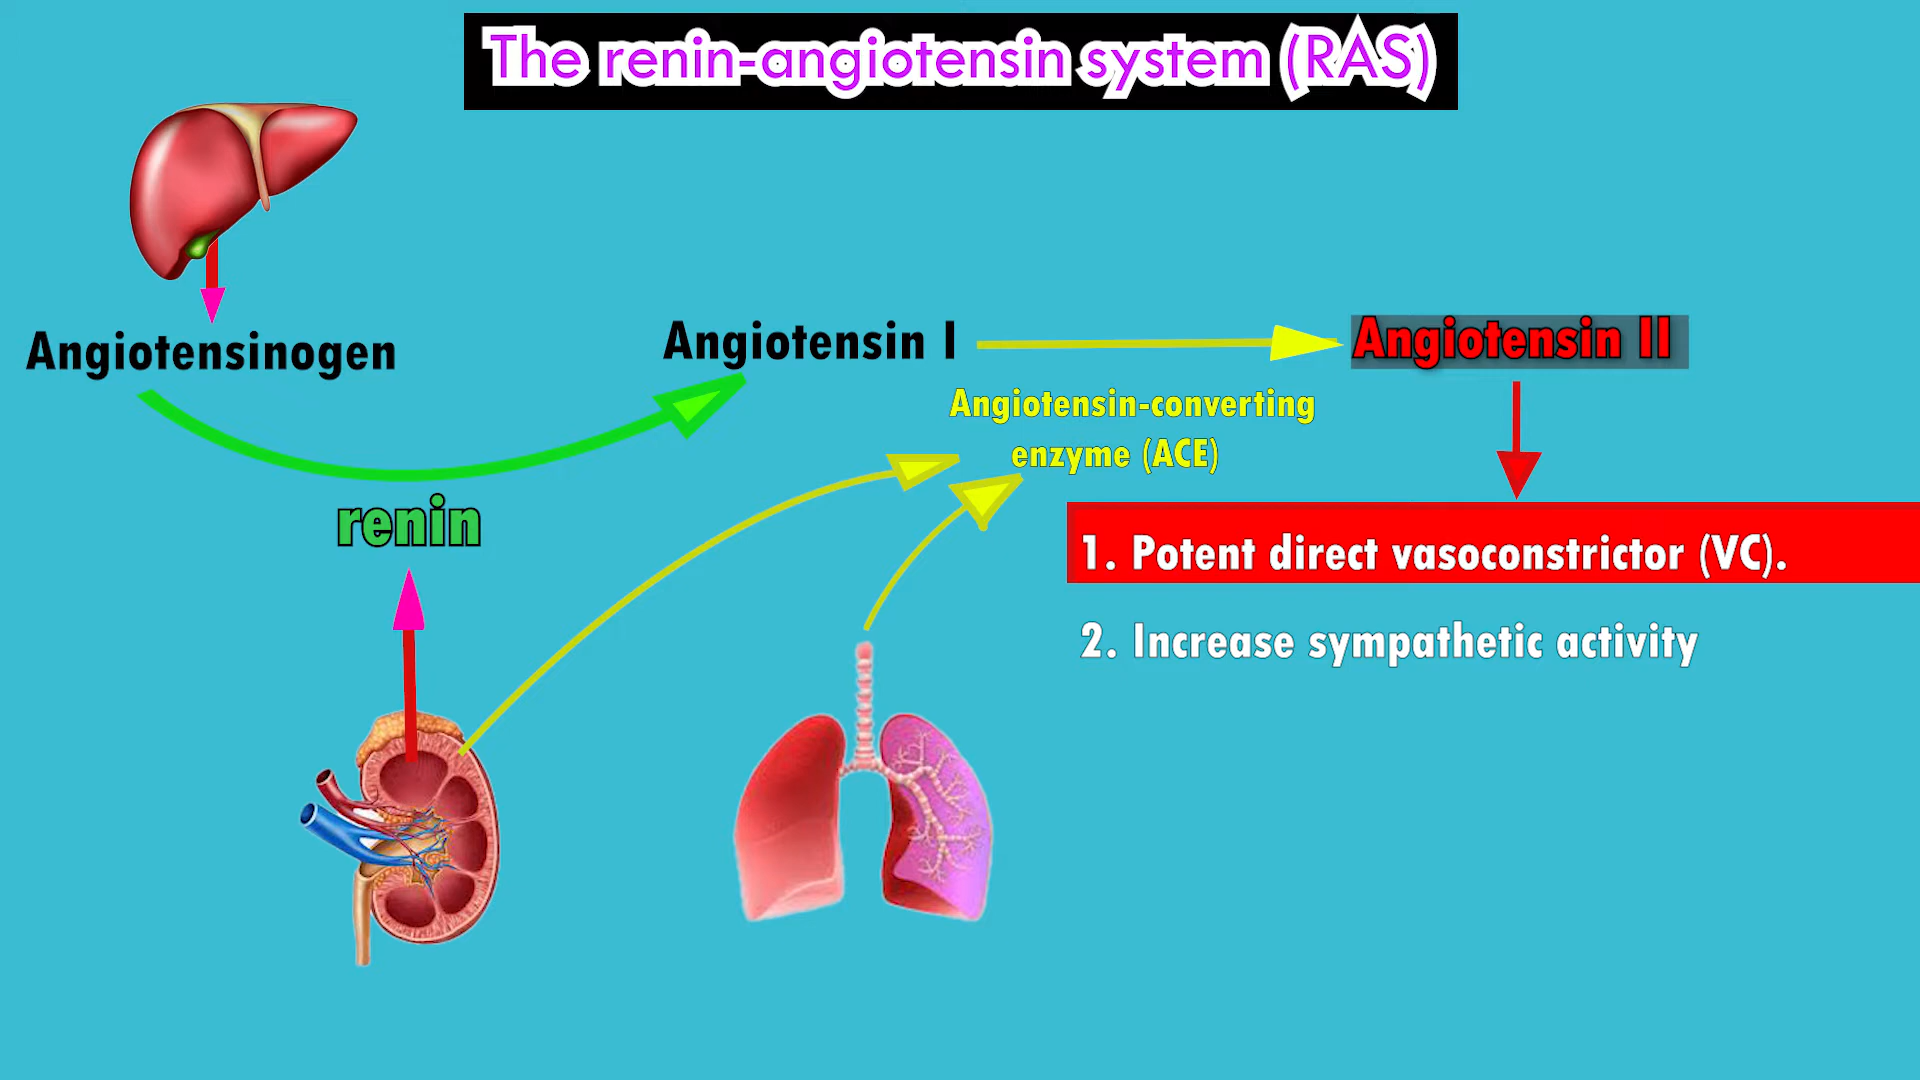 The renin-angiotensin system (RAS)
Angiotensinogen
Angiotensin I
Angiotensin II
Angiotensin-converting
enzyme (ACE)
renin
1. Potent direct vasoconstrictor (VC).
2. Increase sympathetic activity